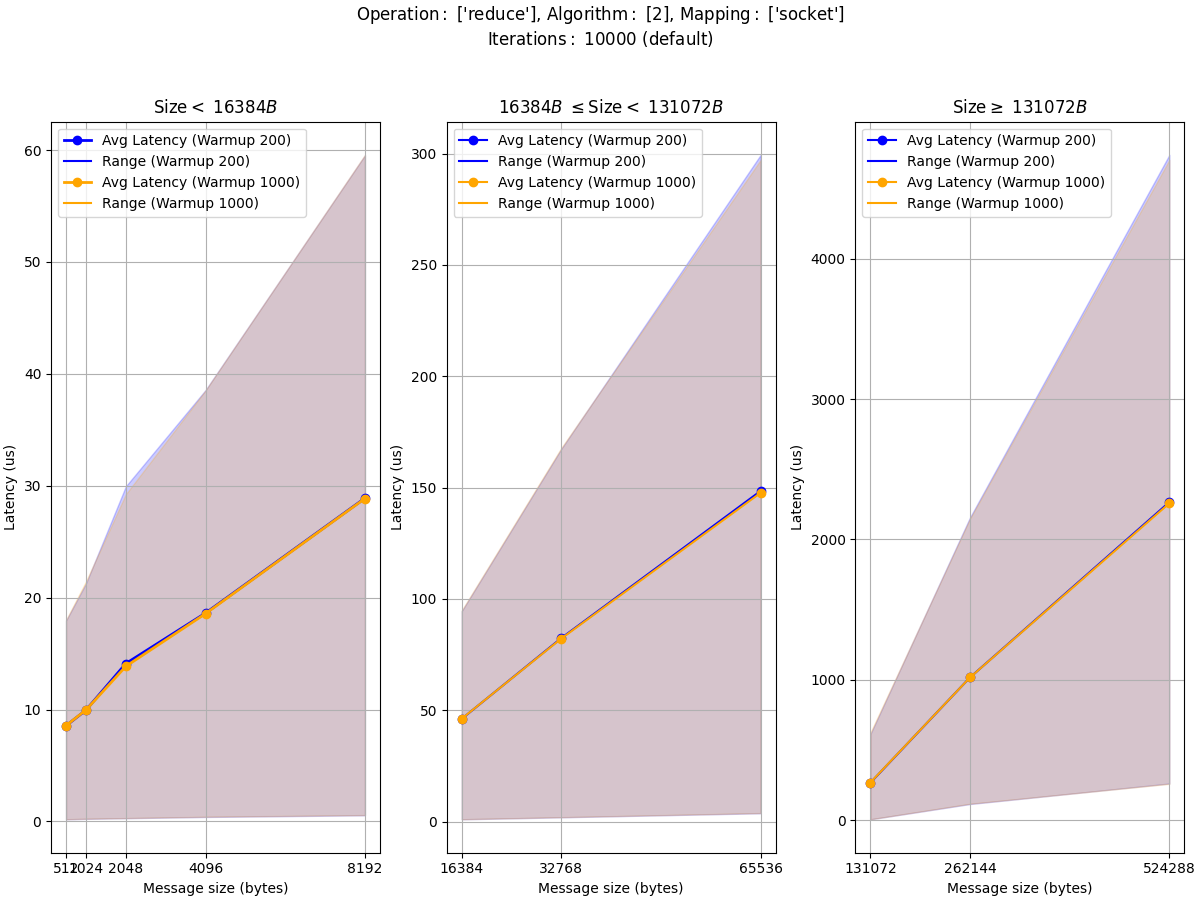 Operation: ['reduce'], Algorithm: [2], Mapping: ['socket']
Iterations: 10000 (default)
Size< 16384B
Avg Latency (Warmup 200)
Range (Warmup 200)
Avg Latency (Warmup 1000)
Range (Warmup 1000)
60
50
40
30
20
10
0
Latency (us)
512 1024 2048 4096 8192
Message size (bytes)
16384B ≤Size< 131072B
Avg Latency (Warmup 200)
Range (Warmup 200)
Avg Latency (Warmup 1000)
Range (Warmup 1000)
300
250
200
150
100
50
0
Latency (us)
16384 32768 65536
Message size (bytes)
Size≥ 131072B
Avg Latency (Warmup 200)
Range (Warmup 200)
Avg Latency (Warmup 1000)
Range (Warmup 1000)
4000
3000
2000
1000
0
Latency (us)
131072 262144 524288
Message size (bytes)